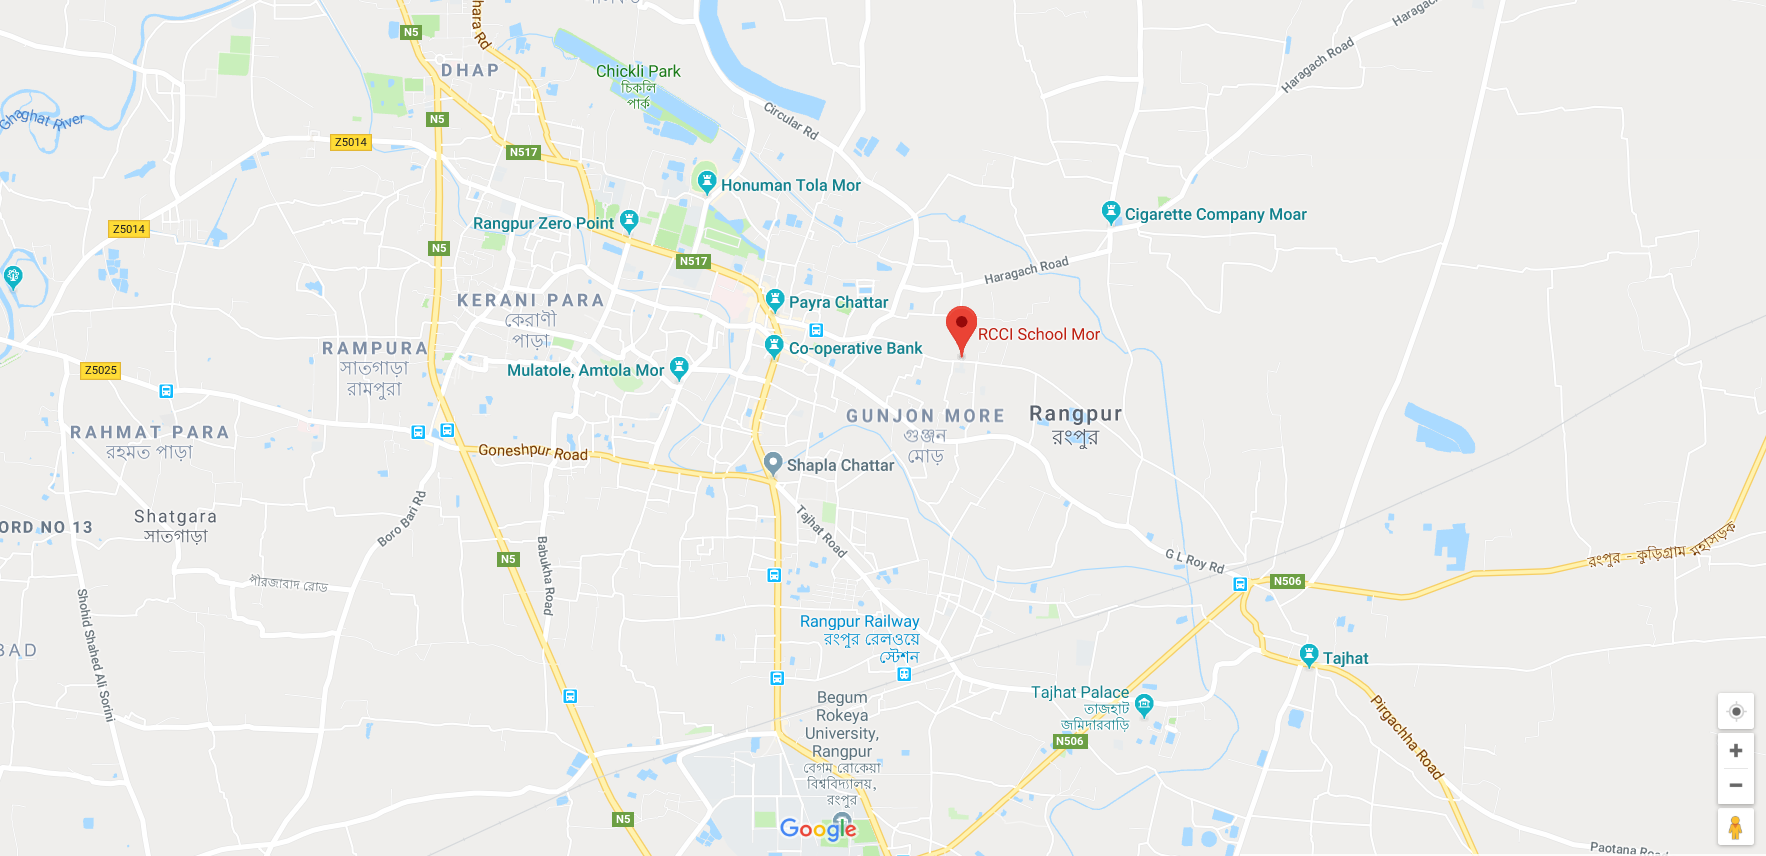 N5
hara Rd
DHAP
Chickli Park
চিকলি
পার্ক
Haragach Road
Haragach Road
Ghaghat River
N5
Circular Rd
Z5014
N517
Honuman Tola Mor
Rangpur Zero Point
Cigarette Company Moar
Z5014
N5
N517
Haragach Road
KERANI PARA
কেরাণী
পাড়া
Payra Chattar
RCCI School Mor
RAMPURA
সাতগাড়া
রামপুরা
Co-operative Bank
Z5025
Mulatole, Amtola Mor
GUNJON MORE
গুঞ্জন
মোড়
Rangpur
রংপুর
RAHMAT PARA
রহমত পাড়া
Goneshpur Road
Shapla Chattar
Shatgara
সাতগাড়া
ORD NO 13
Boro Bari Rd
Tajhat Road
N5
Babukha Road
G L Roy Rd
রংপুর - কুড়িগ্রাম মহাসড়ক
N506
পীরজাবাদ রোড
Shohid Shahed Ali Sorini
Rangpur Railway
রংপুর রেলওয়ে
স্টেশন
BAD
Tajhat
Tajhat Palace
তাজহাট
জমিদারবাড়ি
N506
Begum
Rokeya
University,
Rangpur
বেগম রোকেয়া
বিশ্ববিদ্যালয়,
রংপুর
Pirgachha Road
N5
Google
Paotana Road